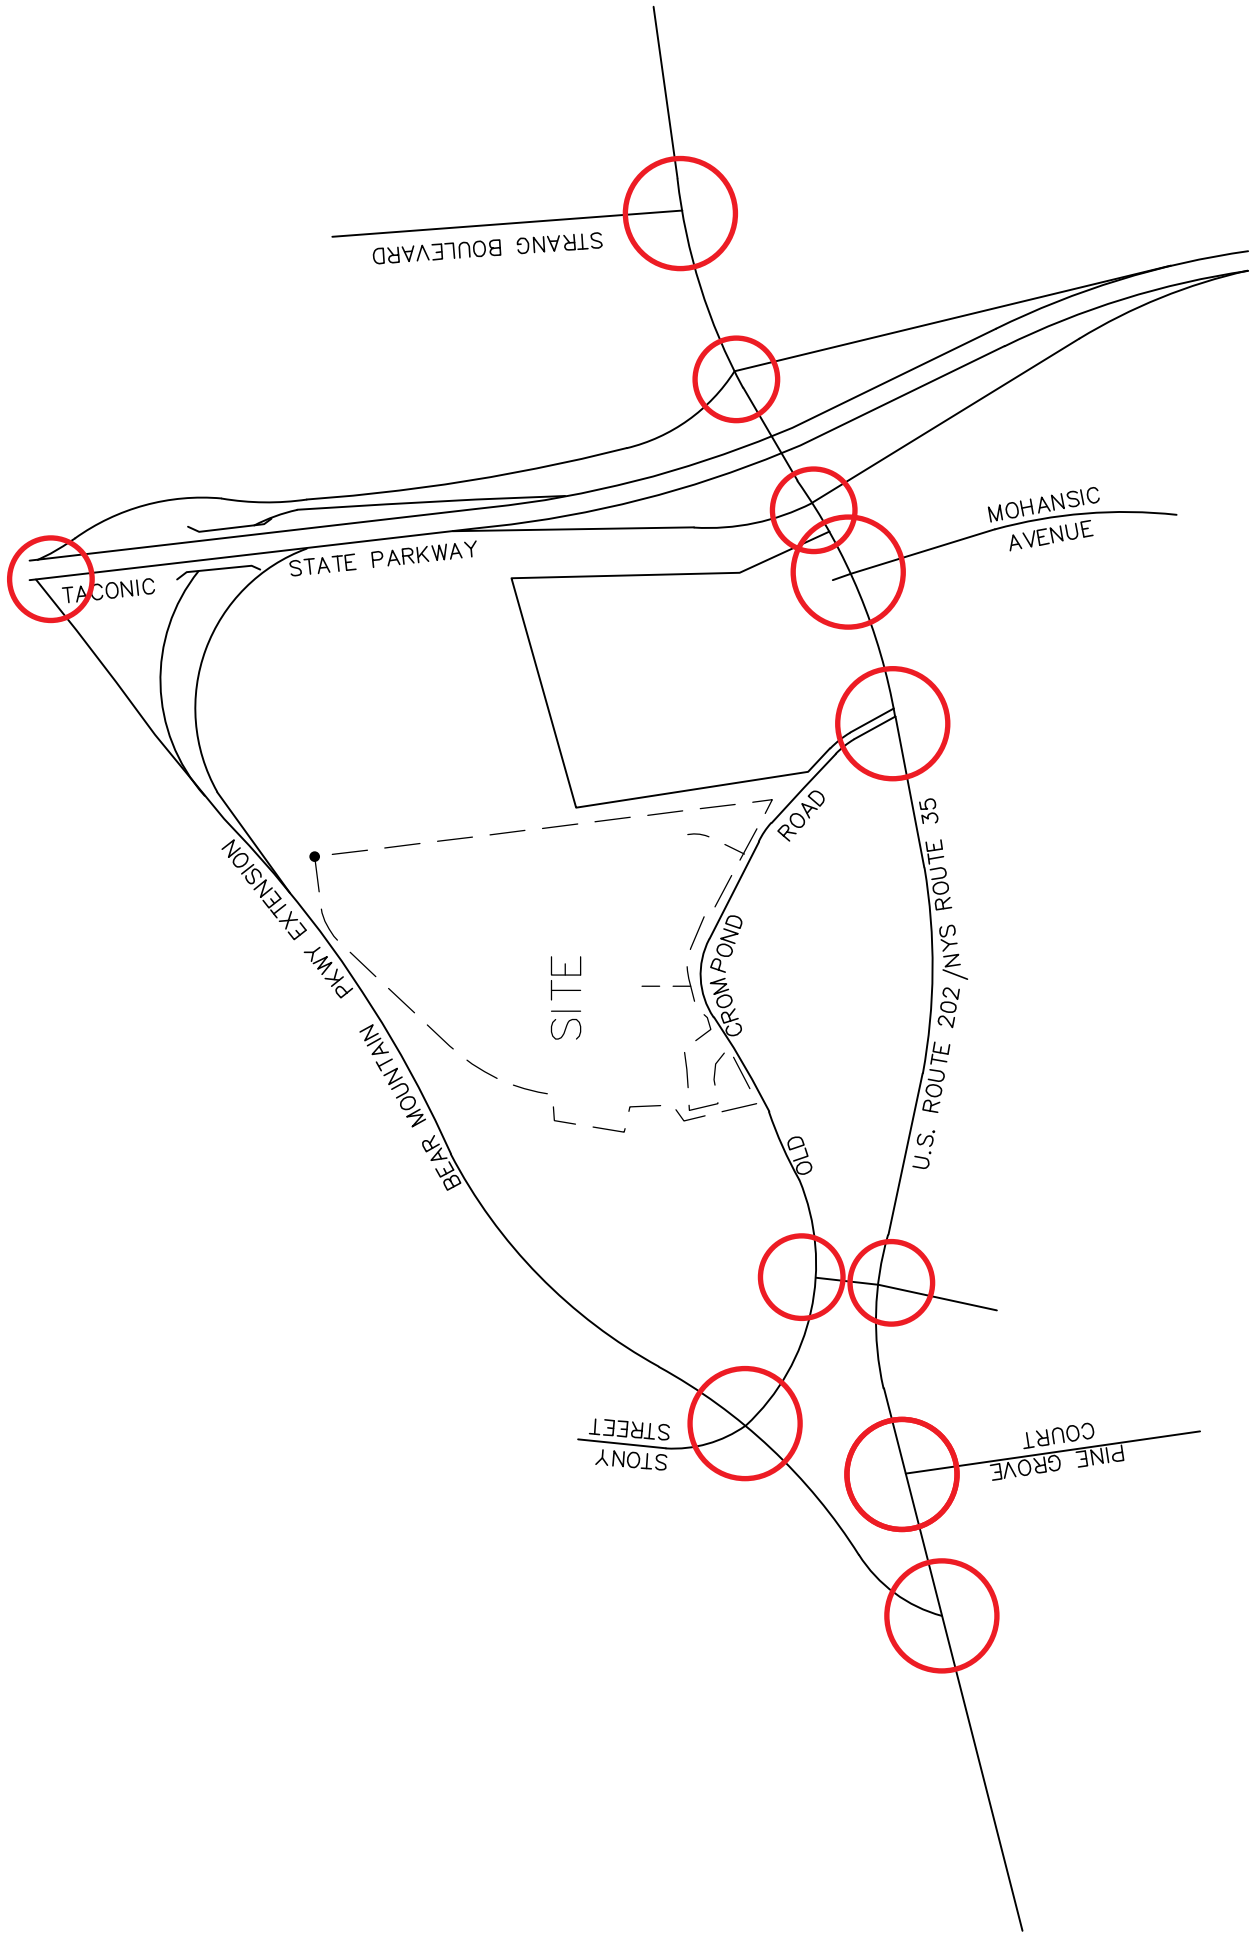 STRANG BOULEVARD
MOHANSIC
AVENUE
TACONIC STATE PARKWAY
ROAD
U.S. ROUTE 202 /NYS ROUTE 35
BEAR MOUNTAIN PKWY EXTENSION
SITE
CROMPOND
OLD
STONY
STREET
PINE GROVE
COURT